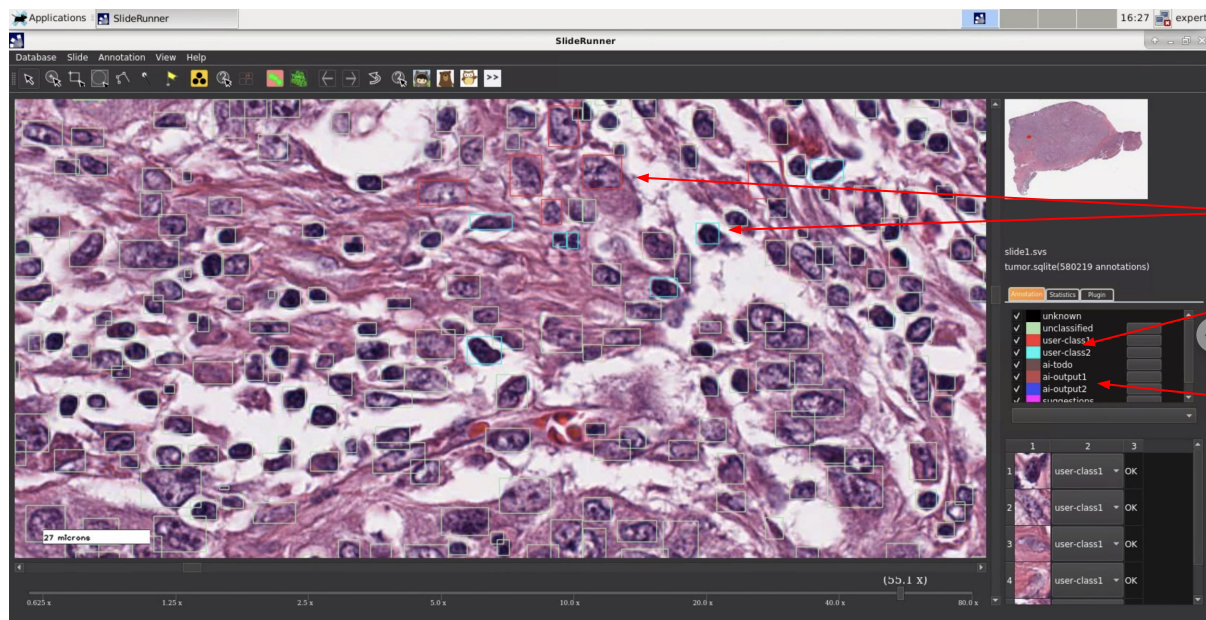 Applications
SlideRunner
16:27
expert
SlideRunner
Database Slide Annotation View Help
>>
slide1.svs
tumor.sqlite(580219 annotations)
Annotation Statistics Plugin
unknown
unclassified
user-class1
user-class2
ai-todo
ai-output1
ai-output2
suggestions
1 2 3
1 user-class1 OK
2 user-class1 OK
3 user-class1 OK
4 user-class1 OK
27 microns
(55.1 X)
0.625 x 1.25 x 2.5 x 5.0 x 10.0 x 20.0 x 40.0 x 80.0 x